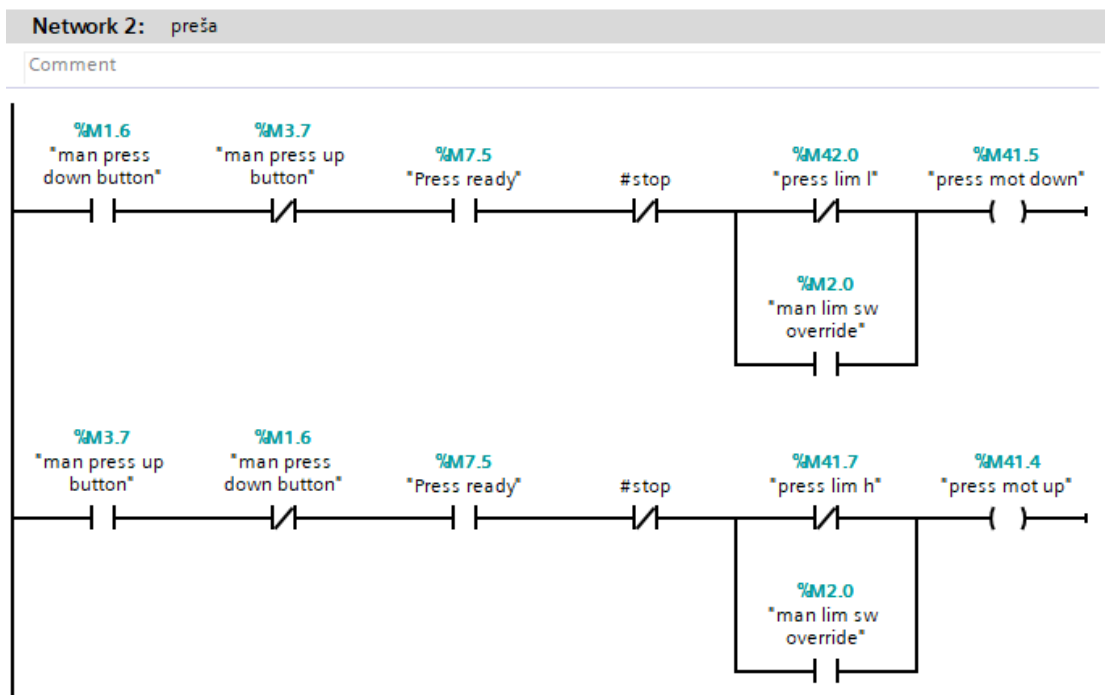 Network 2: preša
Comment
%M1.6
"man press
down button"
%M3.7
"man press up
button"
%M7.5
"Press ready"
#stop
%M42.0
"press lim l"
%M41.5
"press mot down"
%M2.0
"man lim sw
override"
%M3.7
"man press up
button"
%M1.6
"man press
down button"
%M7.5
"Press ready"
#stop
%M41.7
"press lim h"
%M41.4
"press mot up"
%M2.0
"man lim sw
override"